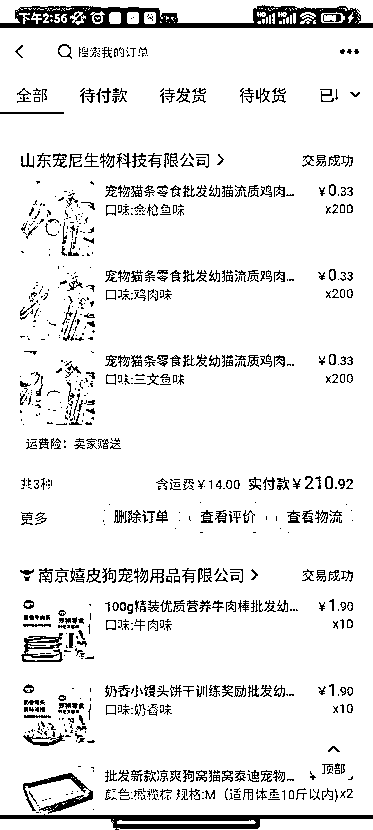 下午2:56
搜索我的订单
全部 待付款 待发货 待收货
山东宠尼生物科技有限公司 交易成功
宠物猫条零食批发幼猫流质鸡肉... ¥0.33
口味:金枪鱼味 x200
宠物猫条零食批发幼猫流质鸡肉... ¥0.33
口味:鸡肉味 x200
宠物猫条零食批发幼猫流质鸡肉... ¥0.33
口味:三文鱼味 x200
运费险：卖家赠送
共3种 含运费¥14.00 实付款¥210.92
更多 删除订单 查看评价 查看物流
南京嬉皮狗宠物用品有限公司 交易成功
100g精装优质营养牛肉棒批发幼... ¥1.90
口味:牛肉味 x10
奶香小馒头饼干训练奖励批发幼... ¥1.90
口味:奶香味 x10
批发新款凉爽狗窝猫窝泰迪宠物... 顶部
颜色:橄榄棕 规格:M（适用体重10斤以内) x2